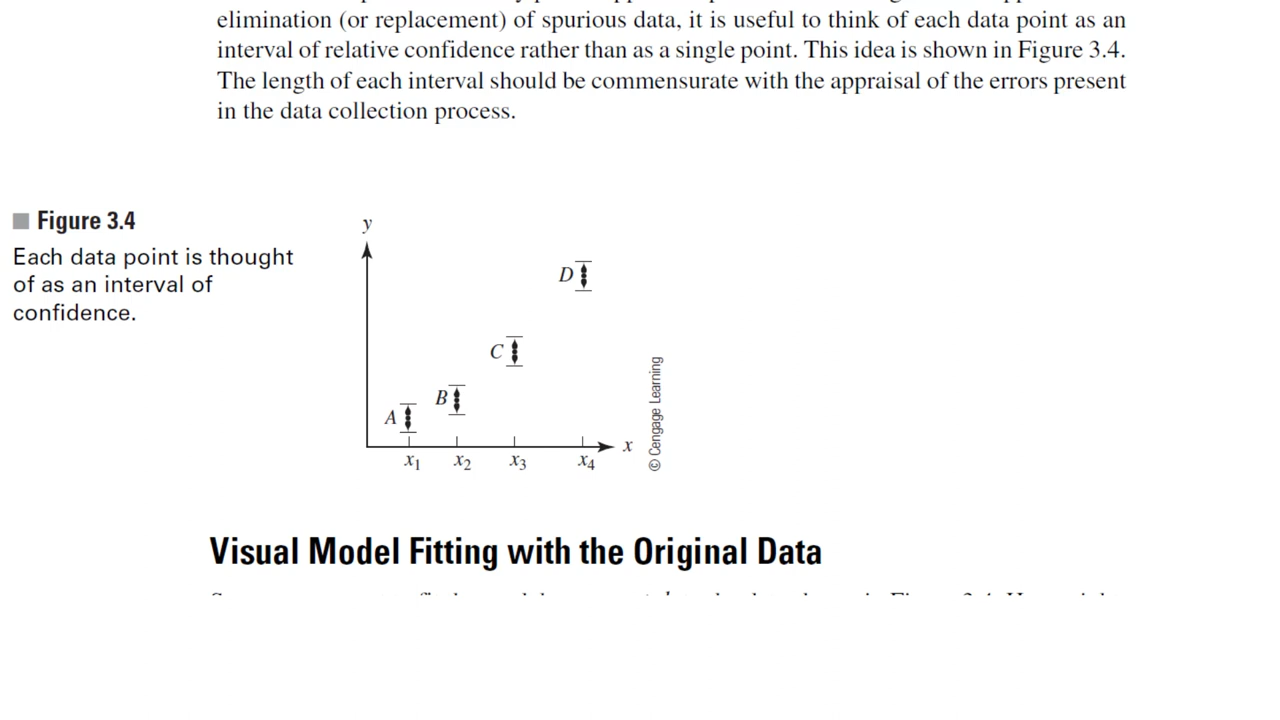 elimination (or replacement) of spurious data, it is useful to think of each data point as an
interval of relative confidence rather than as a single point. This idea is shown in Figure 3.4.
The length of each interval should be commensurate with the appraisal of the errors present
in the data collection process.
Figure 3.4
Each data point is thought
of as an interval of
confidence.
y
D
C
B
A
x
x1 x2 x3 x4
© Cengage Learning
Visual Model Fitting with the Original Data